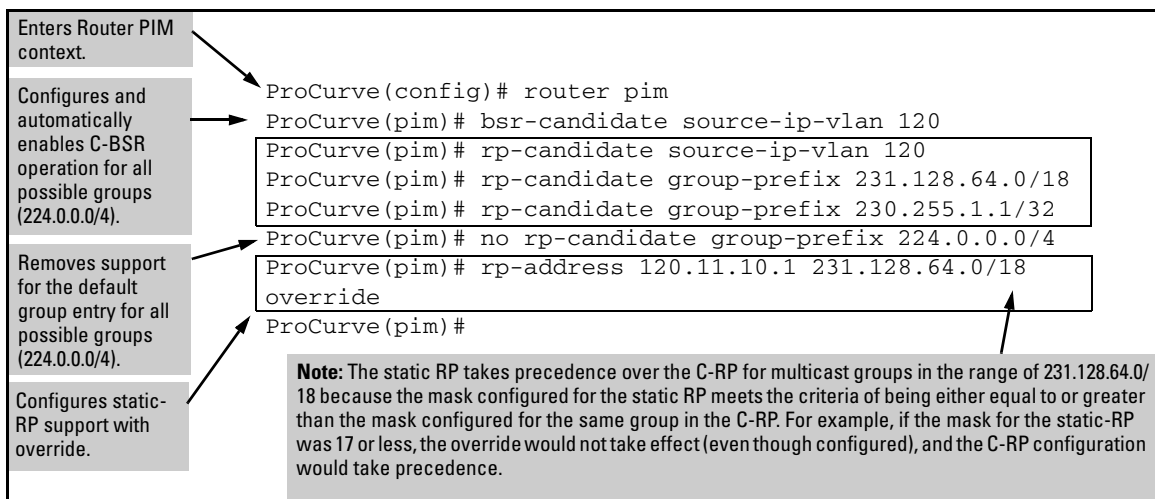 Enters Router PIM
context.
Configures and
automatically
enables C-BSR
operation for all
possible groups
(224.0.0.0/4).
Removes support
for the default
group entry for all
possible groups
(224.0.0.0/4).
Configures static-
RP support with
override.
ProCurve(config)# router pim
ProCurve(pim)# bsr-candidate source-ip-vlan 120
ProCurve(pim)# rp-candidate source-ip-vlan 120
ProCurve(pim)# rp-candidate group-prefix 231.128.64.0/18
ProCurve(pim)# rp-candidate group-prefix 230.255.1.1/32
ProCurve(pim)# no rp-candidate group-prefix 224.0.0.0/4
ProCurve(pim)# rp-address 120.11.10.1 231.128.64.0/18
override
ProCurve(pim)#
Note: The static RP takes precedence over the C-RP for multicast groups in the range of 231.128.64.0/
18 because the mask configured for the static RP meets the criteria of being either equal to or greater
than the mask configured for the same group in the C-RP. For example, if the mask for the static-RP
was 17 or less, the override would not take effect (even though configured), and the C-RP configuration
would take precedence.